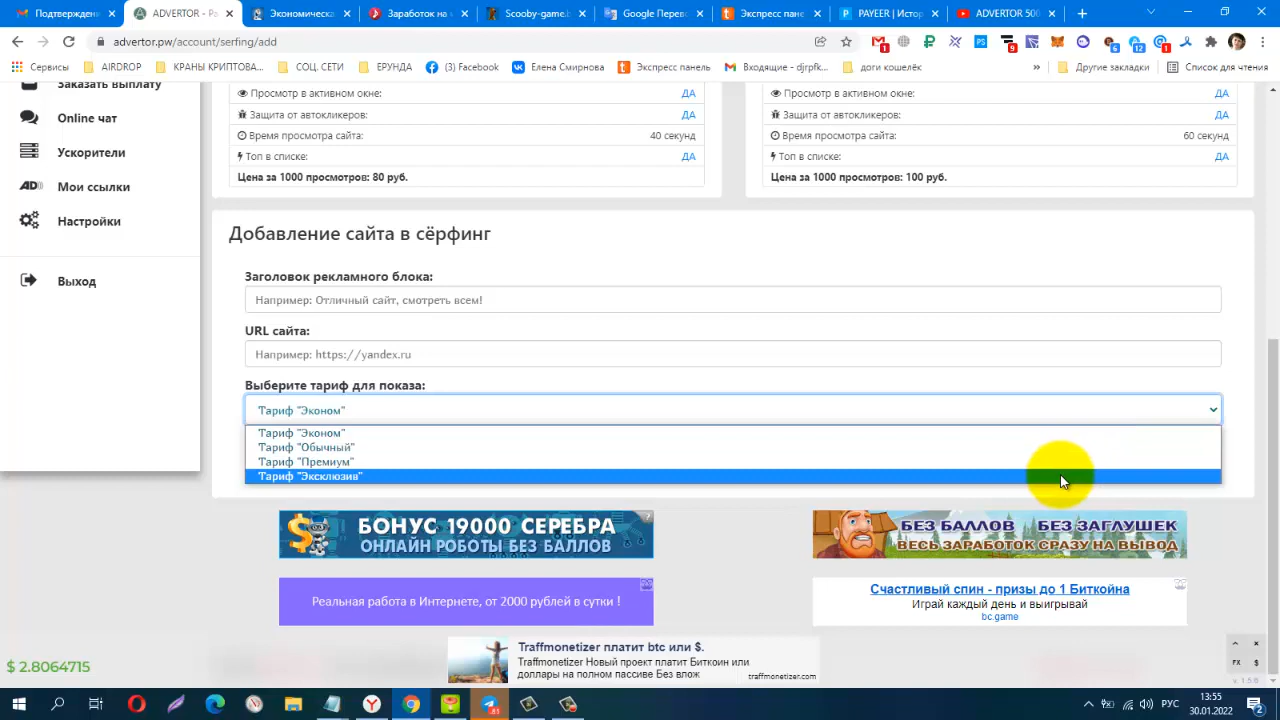 Подтвержден
ADVERTOR - Ра
Экономическа
Заработок на
Scooby-game.b
Google Перев
Экспресс пане
PAYEER | Истор
ADVERTOR 500
advertor.pw/account/serfing/add
Сервисы
AIRDROP
КРАНЫ КРИПТОВА...
СОЦ. СЕТИ
ЕРУНДА
(3) Facebook
Елена Смирнова
Экспресс панель
Входящие - djrpfk...
доги кошелёк
»
Другие закладки
Список для чтения
Заказать выплату
Online чат
Ускорители
Мои ссылки
Настройки
Выход
Просмотр в активном окне: ДА
Защита от автокликеров: ДА
Время просмотра сайта: 40 секунд
Топ в списке: ДА
Цена за 1000 просмотров: 80 руб.
Просмотр в активном окне: ДА
Защита от автокликеров: ДА
Время просмотра сайта: 60 секунд
Топ в списке: ДА
Цена за 1000 просмотров: 100 руб.
Добавление сайта в сёрфинг
Заголовок рекламного блока:
Например: Отличный сайт, смотреть всем!
URL сайта:
Например: https://yandex.ru
Выберите тариф для показа:
Тариф "Эконом"
Тариф "Эконом"
Тариф "Обычный"
Тариф "Премиум"
Тариф "Эксклюзив"
БОНУС 19000 СЕРЕБРА
ОНЛАЙН РОБОТЫ БЕЗ БАЛЛОВ
БЕЗ БАЛЛОВ БЕЗ ЗАГЛУШЕК
ВЕСЬ ЗАРАБОТОК СРАЗУ НА ВЫВОД
Реальная работа в Интернете, от 2000 рублей в сутки !
Счастливый спин - призы до 1 Биткойна
Играй каждый день и выигрывай
bc.game
Traffmonetizer платит btc или $.
Traffmonetizer Новый проект платит Биткоин или
доллары на полном пассиве Без влож
traffmonetizer.com
$ 2.8064715
FX $
13:55
РУС
30.01.2022